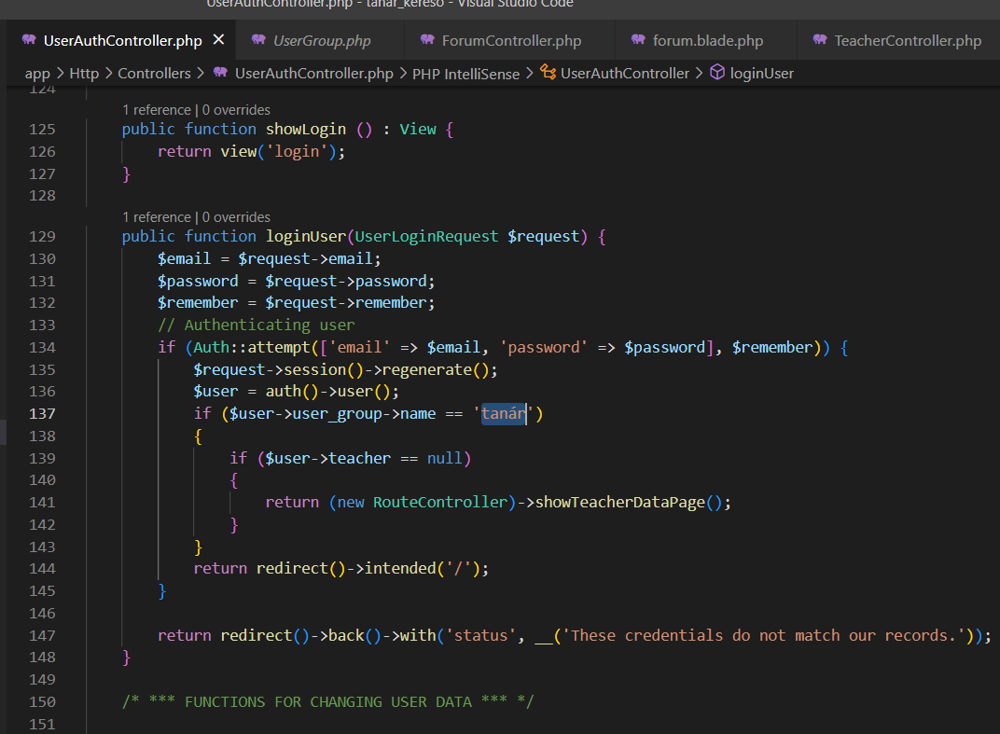 UserAuthController.php - tanar_kereso - Visual Studio Code
UserAuthController.php UserGroup.php ForumController.php forum.blade.php TeacherController.php
app > Http > Controllers > UserAuthController.php > PHP IntelliSense > UserAuthController > loginUser
124
1 reference | 0 overrides
125 public function showLogin () : View {
126 return view('login');
127 }
128
1 reference | 0 overrides
129 public function loginUser(UserLoginRequest $request) {
130 $email = $request->email;
131 $password = $request->password;
132 $remember = $request->remember;
133 // Authenticating user
134 if (Auth::attempt(['email' => $email, 'password' => $password], $remember)) {
135 $request->session()->regenerate();
136 $user = auth()->user();
137 if ($user->user_group->name == 'tanár')
138 {
139 if ($user->teacher == null)
140 {
141 return (new RouteController)->showTeacherDataPage();
142 }
143 }
144 return redirect()->intended('/');
145 }
146
147 return redirect()->back()->with('status', __('These credentials do not match our records.'));
148 }
149
150 /* *** FUNCTIONS FOR CHANGING USER DATA *** */
151